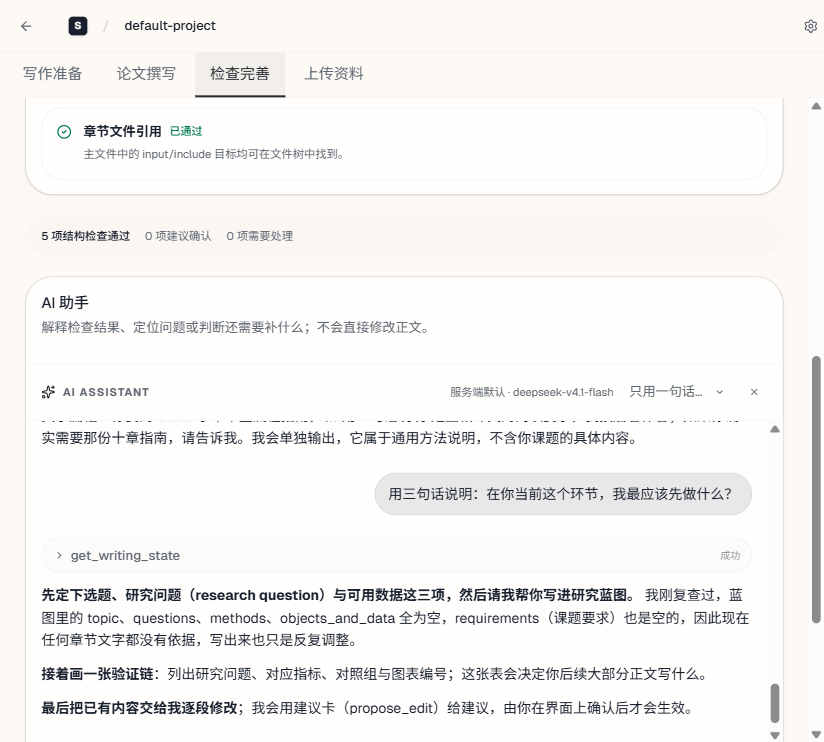 S / default-project
写作准备 论文撰写 检查完善 上传资料
章节文件引用 已通过
主文件中的 input/include 目标均可在文件树中找到。
5 项结构检查通过 0 项建议确认 0 项需要处理
AI 助手
解释检查结果、定位问题或判断还需要补什么；不会直接修改正文。
AI ASSISTANT 服务端默认 · deepseek-v4.1-flash 只用一句话…
实需要那份十章指南，请告诉我。我会单独输出，它属于通用方法说明，不含你课题的具体内容。
用三句话说明：在你当前这个环节，我最应该先做什么？
get_writing_state 成功
先定下选题、研究问题（research question）与可用数据这三项，然后请我帮你写进研究蓝图。 我刚复查过，蓝
图里的 topic、questions、methods、objects_and_data 全为空，requirements（课题要求）也是空的，因此现在
任何章节文字都没有依据，写出来也只是反复调整。
接着画一张验证链：列出研究问题、对应指标、对照组与图表编号；这张表会决定你后续大部分正文写什么。
最后把已有内容交给我逐段修改；我会用建议卡（propose_edit）给建议，由你在界面上确认后才会生效。